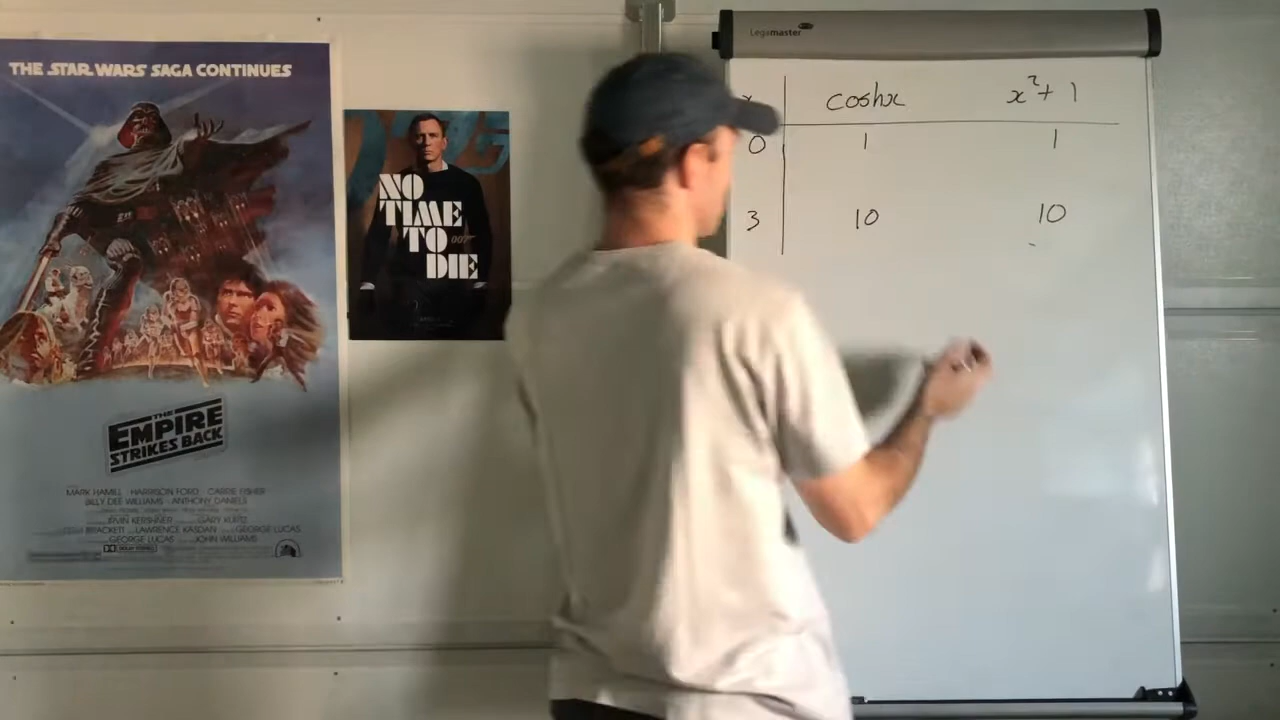 THE STAR WARS SAGA CONTINUES
THE
EMPIRE
STRIKES BACK
MARK HAMILL · HARRISON FORD · CARRIE FISHER
BILLY DEE WILLIAMS · ANTHONY DANIELS
IRVIN KERSHNER GARY KURTZ
BRACKETT LAWRENCE KASDAN GEORGE LUCAS
GEORGE LUCAS JOHN WILLIAMS
007
NO
TIME
TO 007
DIE
Legamaster
coshx x²+1
0 1 1
3 10 10